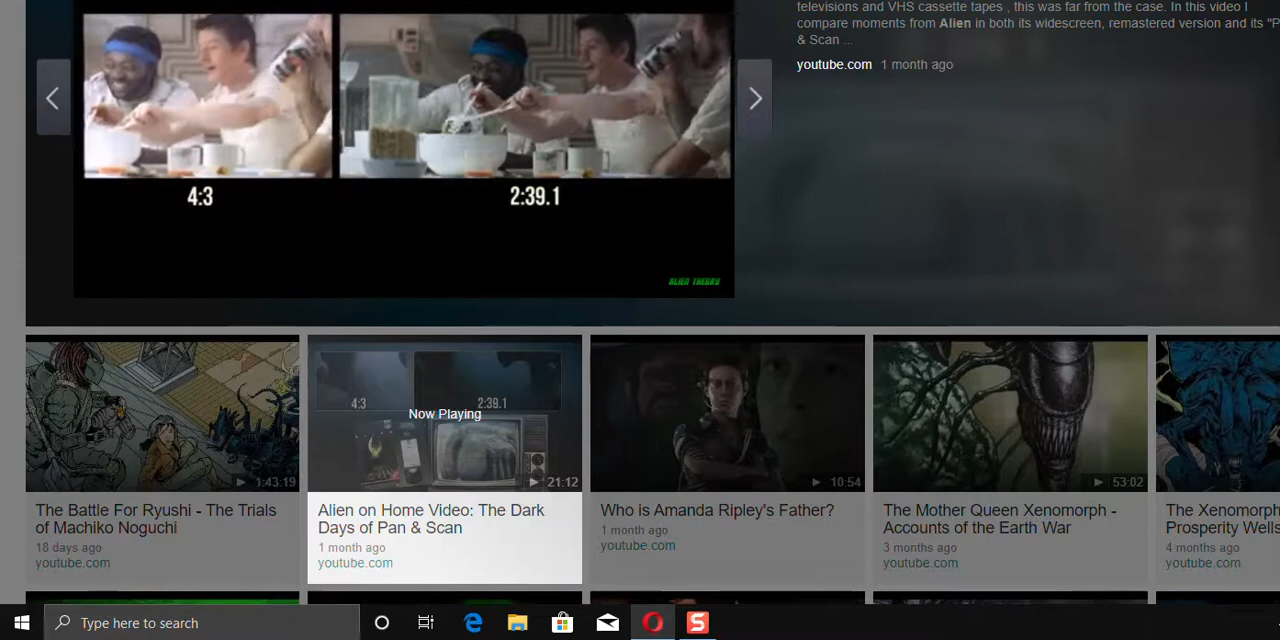 televisions and VHS cassette tapes , this was far from the case. In this video I
compare moments from Alien in both its widescreen, remastered version and its "P
& Scan ...
youtube.com 1 month ago
4:3
2:39.1
ALIEN THEORY
4:3
2:39.1
Now Playing
1:43:19
21:12
10:54
53:02
The Battle For Ryushi - The Trials
of Machiko Noguchi
18 days ago
youtube.com
Alien on Home Video: The Dark
Days of Pan & Scan
1 month ago
youtube.com
Who is Amanda Ripley's Father?
1 month ago
youtube.com
The Mother Queen Xenomorph -
Accounts of the Earth War
3 months ago
youtube.com
The Xenomorph
Prosperity Wells
4 months ago
youtube.com
Type here to search